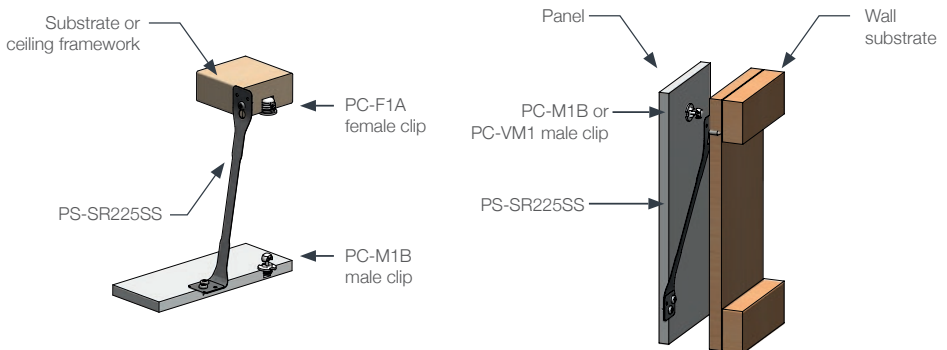 Substrate or
ceiling framework
PC-F1A
female clip
PS-SR225SS
PC-M1B
male clip
Panel
Wall
substrate
PC-M1B or
PC-VM1 male clip
PS-SR225SS